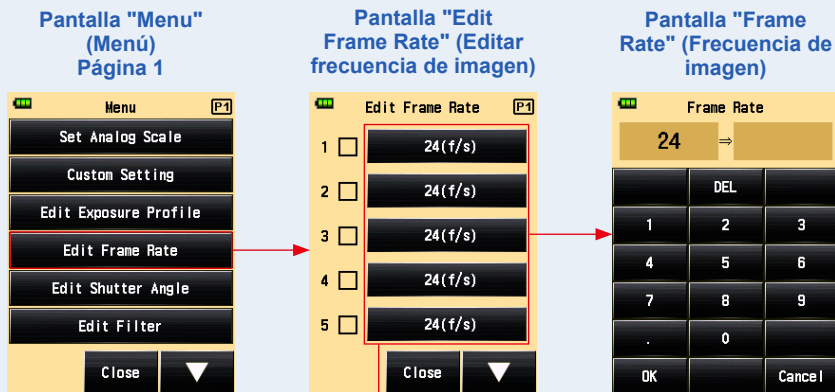 Pantalla "Menu"
(Menú)
Página 1
Menu P1
Set Analog Scale
Custom Setting
Edit Exposure Profile
Edit Frame Rate
Edit Shutter Angle
Edit Filter
Close
Pantalla "Edit
Frame Rate" (Editar
frecuencia de imagen)
Edit Frame Rate P1
1 24(f/s)
2 24(f/s)
3 24(f/s)
4 24(f/s)
5 24(f/s)
Close
Pantalla "Frame
Rate" (Frecuencia de
imagen)
Frame Rate
24 ⇒
DEL
1 2 3
4 5 6
7 8 9
. 0
OK Cancel